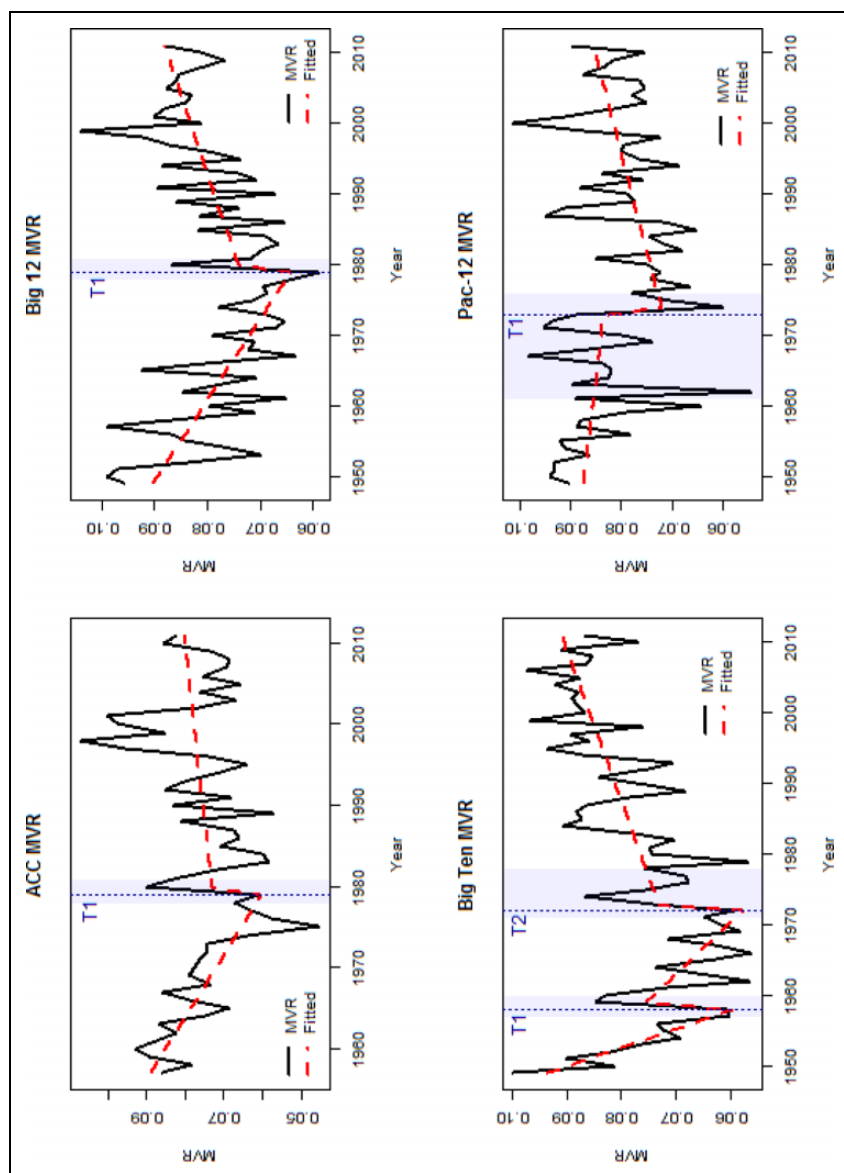 ACC MVR
MVR
0.09
0.07
0.05
T1
MVR
Fitted
1960
1970
1980
1990
2000
2010
Year
Big 12 MVR
MVR
0.10
0.09
0.08
0.07
0.06
T1
MVR
Fitted
1950
1960
1970
1980
1990
2000
2010
Year
Big Ten MVR
MVR
0.10
0.09
0.08
0.07
0.06
T1
T2
MVR
Fitted
1950
1960
1970
1980
1990
2000
2010
Year
Pac-12 MVR
MVR
0.10
0.09
0.08
0.07
0.06
T1
MVR
Fitted
1950
1960
1970
1980
1990
2000
2010
Year